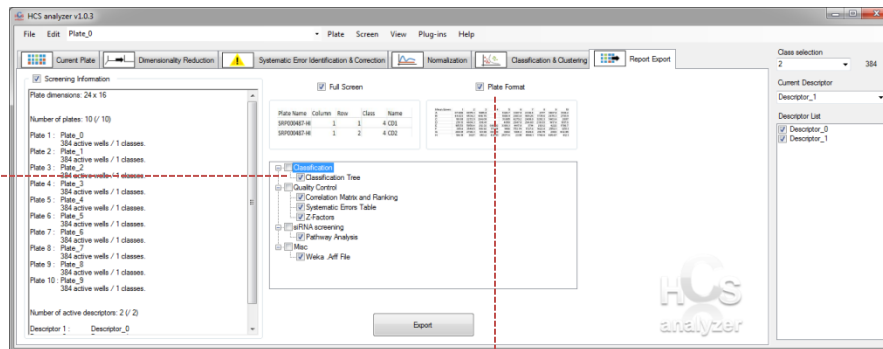 HCS analyzer v1.0.3
File Edit Plate_0 Plate Screen View Plug-ins Help
Current Plate Dimensionality Reduction Systematic Error Identification & Correction Normalization Classification & Clustering Report Export
Class selection
2 384
Current Descriptor
Descriptor_1
Descriptor List
Descriptor_0
Descriptor_1
Screening Information
Plate dimensions: 24 x 16
Number of plates: 10 (/ 10)
Plate 1 : Plate_0
384 active wells / 1 classes.
Plate 2 : Plate_1
384 active wells / 1 classes.
Plate 3 : Plate_2
384 active wells / 1 classes.
Plate 4 : Plate_3
384 active wells / 1 classes.
Plate 5 : Plate_4
384 active wells / 1 classes.
Plate 6 : Plate_5
384 active wells / 1 classes.
Plate 7 : Plate_6
384 active wells / 1 classes.
Plate 8 : Plate_7
384 active wells / 1 classes.
Plate 9 : Plate_8
384 active wells / 1 classes.
Plate 10 : Plate_9
384 active wells / 1 classes.
Number of active descriptors: 2 (/ 2)
Descriptor 1 : Descriptor_0
Full Screen
Plate Format
Plate Name Column Row Class Name
SRP000487-HI 1 1 4 CD1
SRP000487-HI 1 2 4 CD2
Classification
Classification Tree
Quality Control
Correlation Matrix and Ranking
Systematic Errors Table
Z-Factors
siRNA screening
Pathway Analysis
Misc
Weka .Arff File
Export
HCS
analyzer